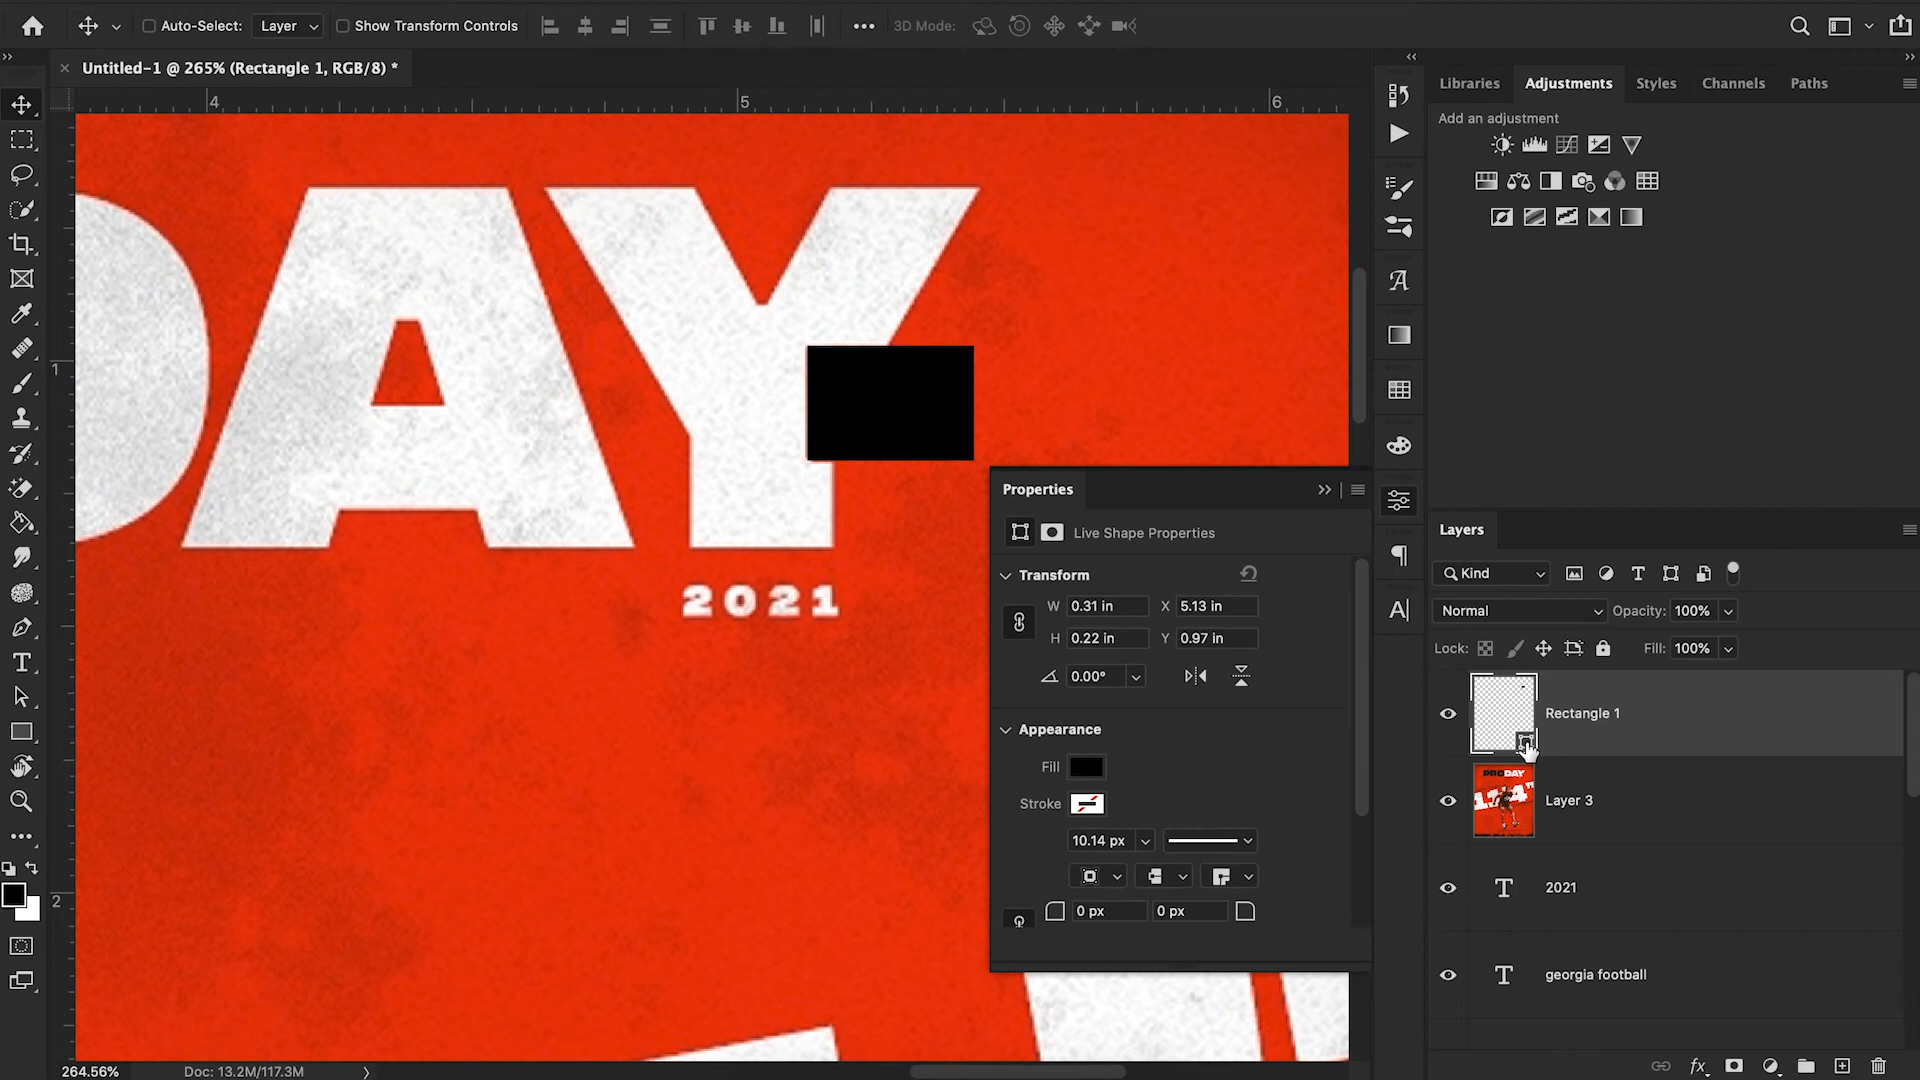 Auto-Select: Layer Show Transform Controls 3D Mode:
Untitled-1 @ 265% (Rectangle 1, RGB/8) *
4 5 6
Libraries Adjustments Styles Channels Paths
Add an adjustment
DAY
1
2021
2
Properties
Live Shape Properties
Transform
W 0.31 in X 5.13 in
H 0.22 in Y 0.97 in
0.00°
Appearance
Fill
Stroke
10.14 px
0 px 0 px
Layers
Kind
Normal Opacity: 100%
Lock: Fill: 100%
Rectangle 1
PRODAY
Layer 3
2021
georgia football
264.56% Doc: 13.2M/117.3M